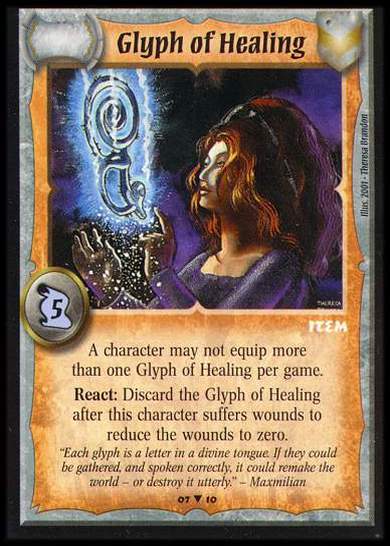 Glyph of Healing
Illus. 2001 · Theresa Brandon
THERESA
5
ITEM
A character may not equip more
than one Glyph of Healing per game.
React: Discard the Glyph of Healing
after this character suffers wounds to
reduce the wounds to zero.
“Each glyph is a letter in a divine tongue. If they could
be gathered, and spoken correctly, it could remake the
world – or destroy it utterly.” – Maxmilian
07 ▼ 10